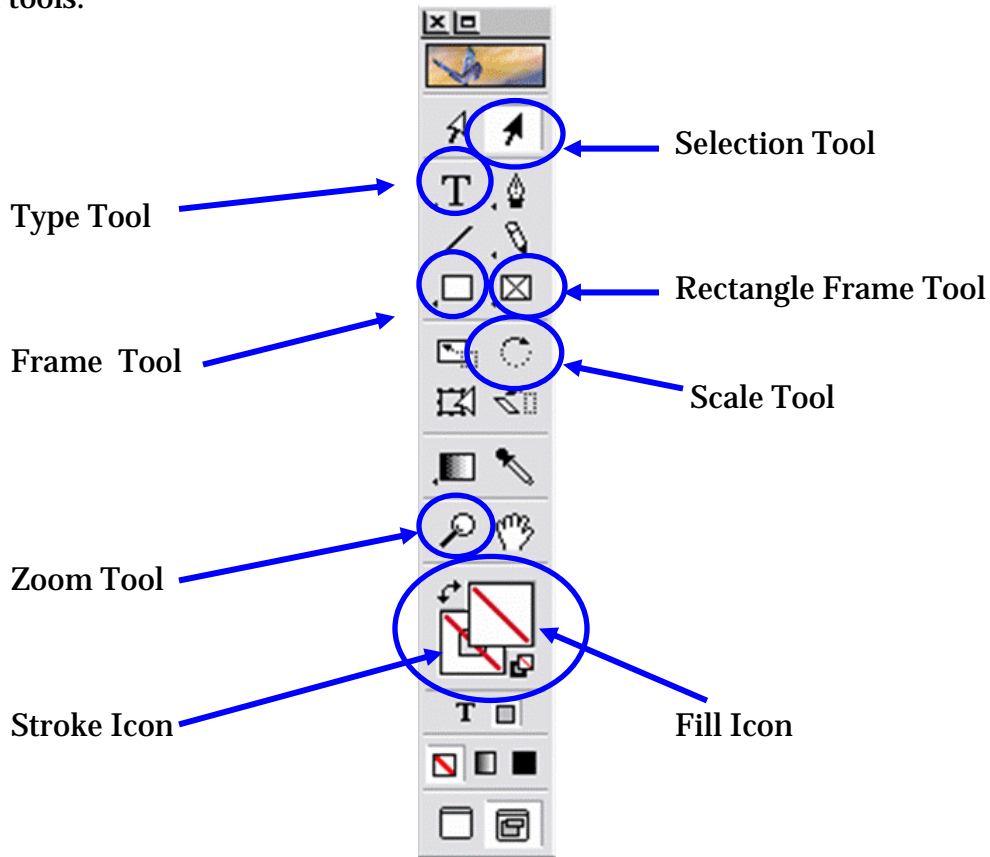 tools.
Selection Tool
Type Tool
Rectangle Frame Tool
Frame Tool
Scale Tool
Zoom Tool
Stroke Icon
Fill Icon